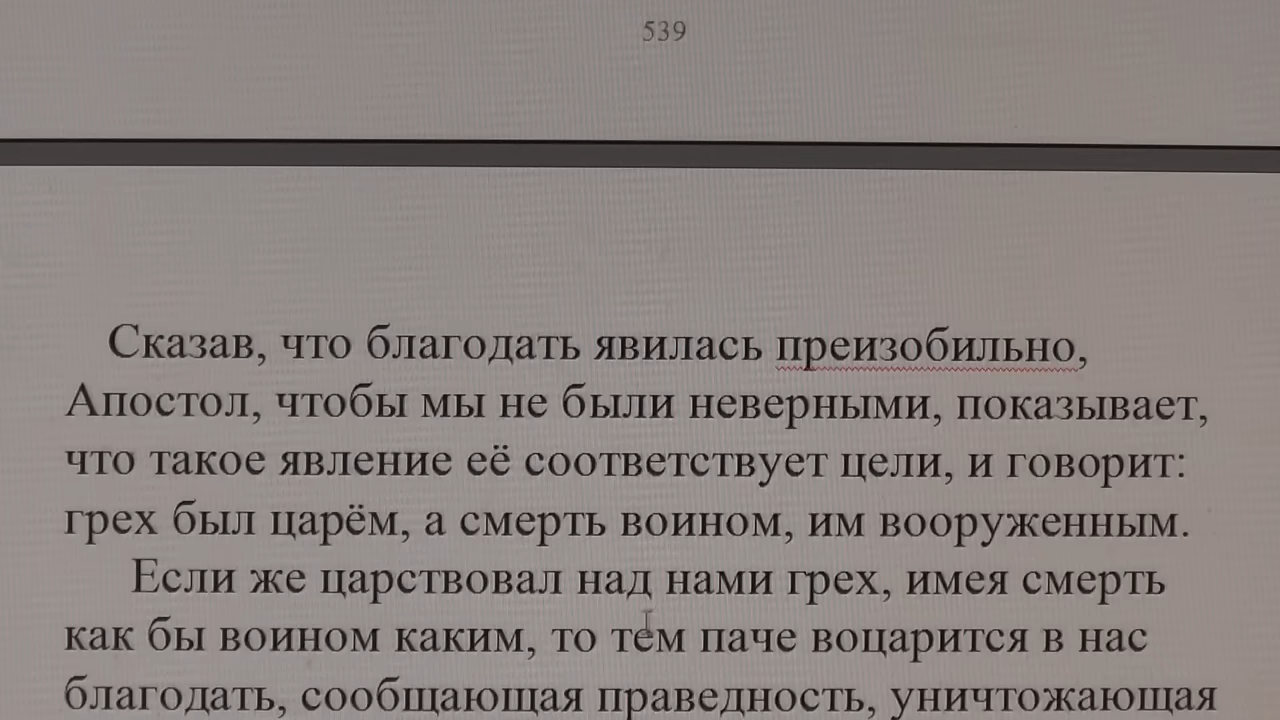 539
Сказав, что благодать явилась преизобильно,
Апостол, чтобы мы не были неверными, показывает,
что такое явление её соответствует цели, и говорит:
грех был царём, а смерть воином, им вооруженным.
Если же царствовал над нами грех, имея смерть
как бы воином каким, то тем паче воцарится в нас
благодать, сообщающая праведность, уничтожающая